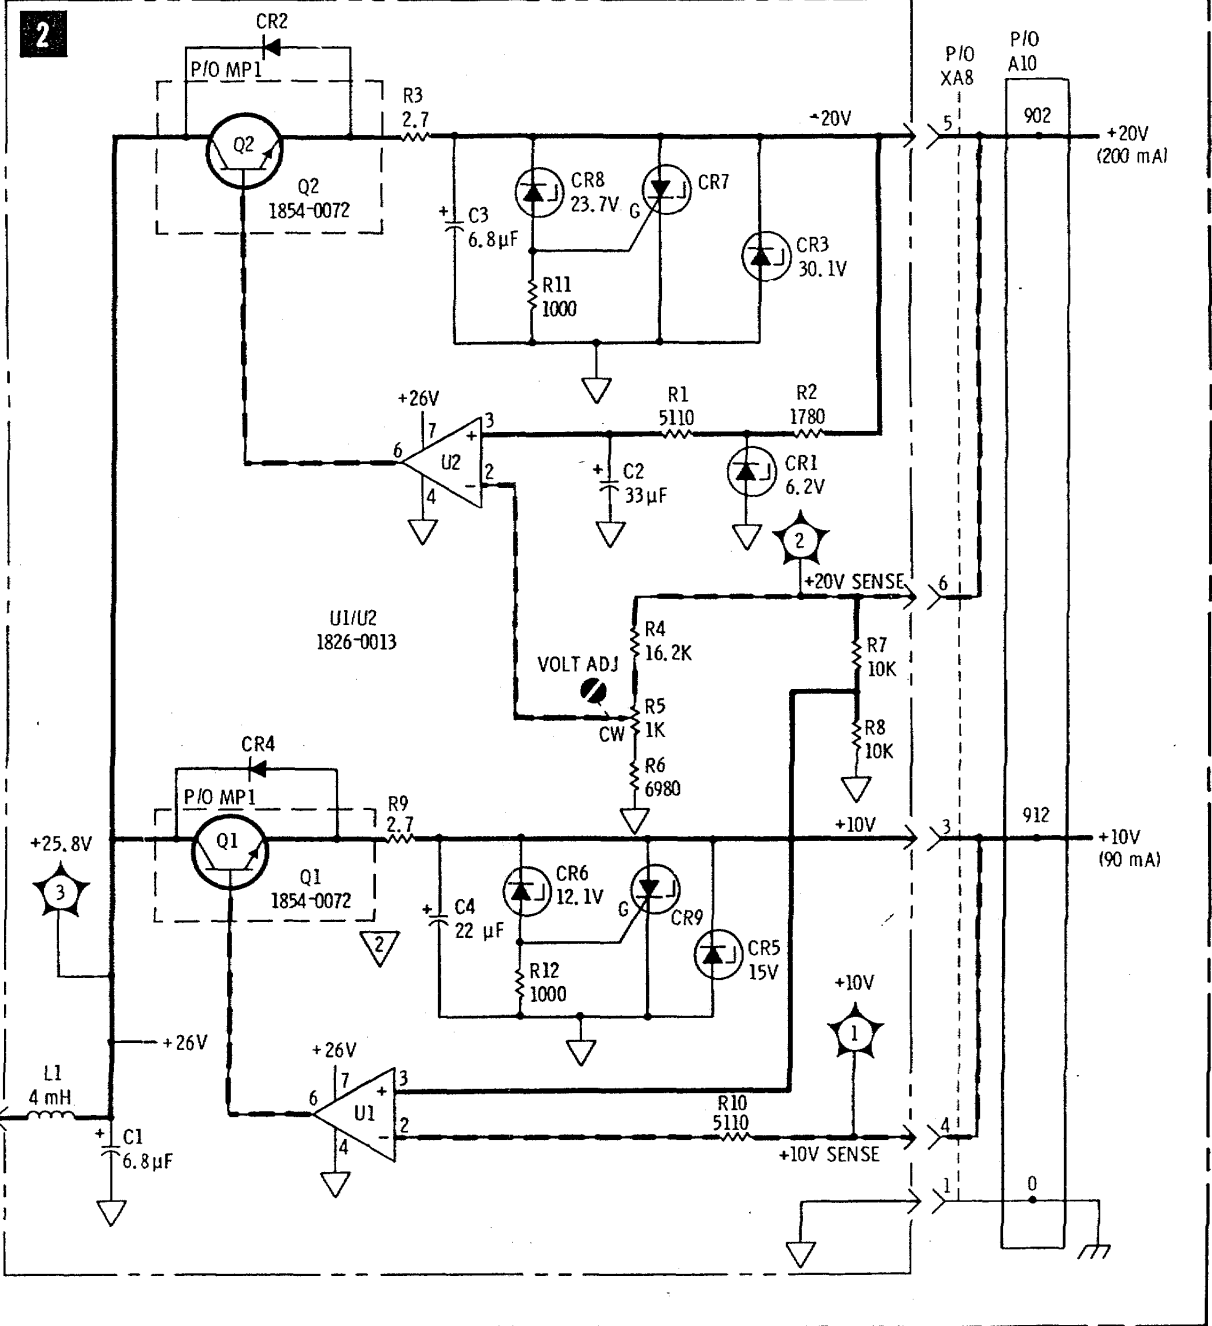 2
CR2
P/O MP1
Q2
Q2
1854-0072
R3
2.7
-20V
P/O
XA8
P/O
A10
5
902
+20V
(200 mA)
+
C3
6.8µF
CR8
23.7V
G
CR7
R11
1000
CR3
30.1V
+26V
7
3
+
6
U2
2
-
4
R1
5110
R2
1780
+
C2
33µF
CR1
6.2V
2
+20V SENSE
6
U1/U2
1826-0013
R4
16.2K
VOLT ADJ
CW
R5
1K
R6
6980
R7
10K
R8
10K
CR4
P/O MP1
Q1
Q1
1854-0072
2
R9
2.7
+10V
3
912
+10V
(90 mA)
+25.8V
3
+
C4
22 µF
CR6
12.1V
G
CR9
R12
1000
CR5
15V
+10V
1
+26V
L1
4 mH
+
C1
6.8µF
+26V
7
3
+
6
U1
2
-
4
R10
5110
+10V SENSE
4
1
0